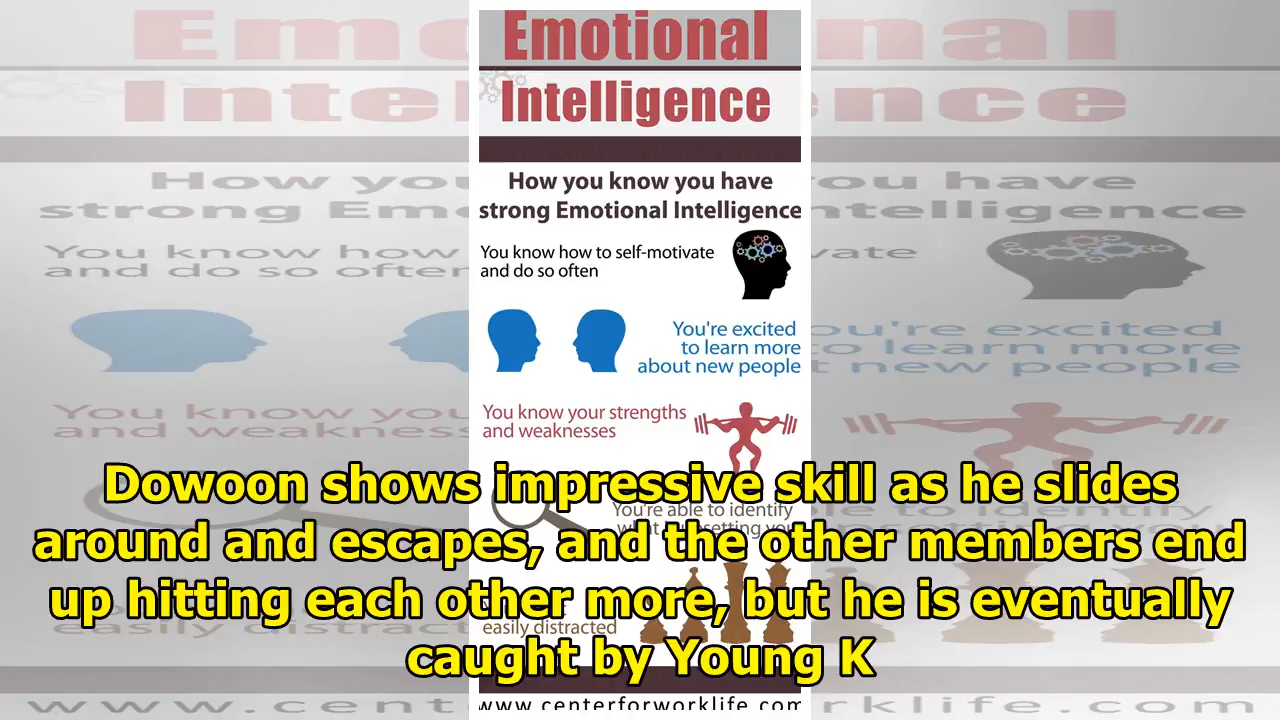 Emotional
Intelligence
How you know you have
strong Emotional Intelligence
You know how to self-motivate
and do so often
You're excited
to learn more
about new people
You know your strengths
and weaknesses
You're able to identify
Dowoon shows impressive skill as he slides
around and escapes, and the other members end
up hitting each other more, but he is eventually
caught by Young K
easily distracted
www.centerforworklife.com